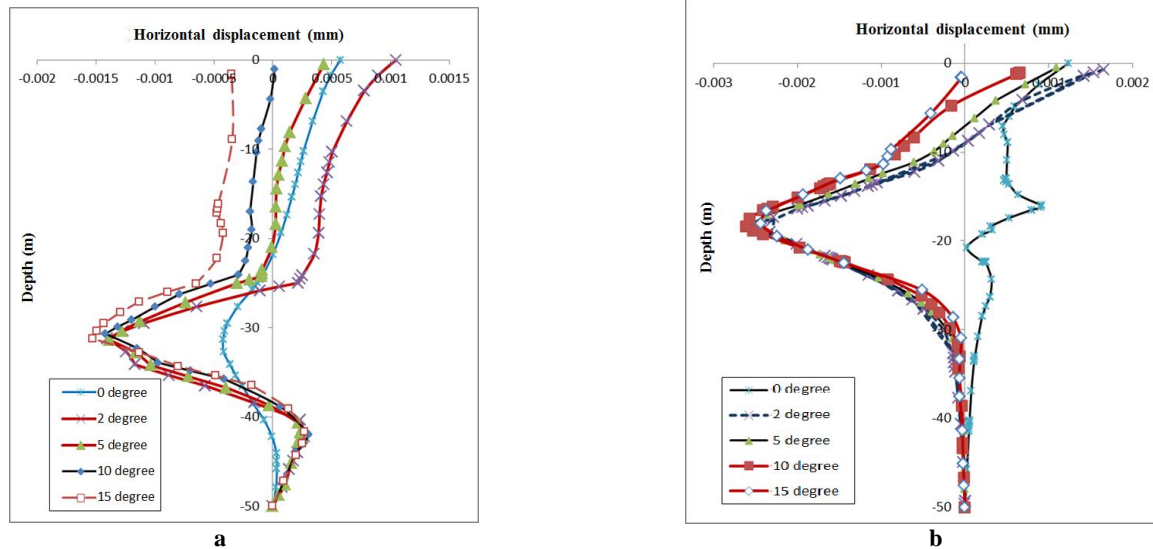 Horizontal displacement (mm)
-0.002 -0.0015 -0.001 -0.0005 0 0.0005 0.001 0.0015
0
-10
-20
-30
-40
-50
Depth (m)
0 degree
2 degree
5 degree
10 degree
15 degree
a
Horizontal displacement (mm)
-0.003 -0.002 -0.001 0 0.001 0.002
0
-10
-20
-30
-40
-50
Depth (m)
0 degree
2 degree
5 degree
10 degree
15 degree
b